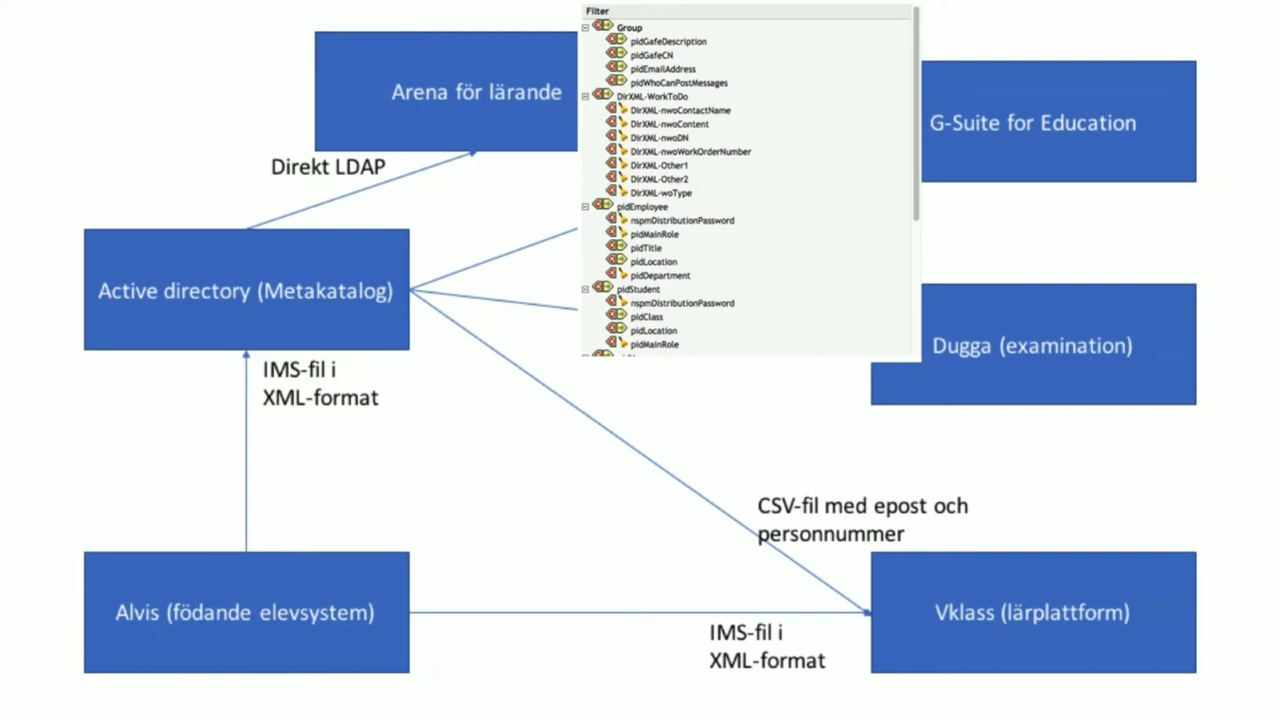 Filter
Group
pidGafeDescription
pidGafeCN
pidEmailAddress
pidWhoCanPostMessages
DirXML-WorkToDo
DirXML-nwoContactName
DirXML-nwoContent
DirXML-nwoDN
DirXML-nwoWorkOrderNumber
DirXML-Other1
DirXML-Other2
DirXML-woType
pidEmployee
nspmDistributionPassword
pidMainRole
pidTitle
pidLocation
pidDepartment
pidStudent
nspmDistributionPassword
pidClass
pidLocation
pidMainRole
Arena för lärande
G-Suite for Education
Direkt LDAP
Active directory (Metakatalog)
Dugga (examination)
IMS-fil i
XML-format
CSV-fil med epost och
personnummer
Alvis (födande elevsystem)
Vklass (lärplattform)
IMS-fil i
XML-format